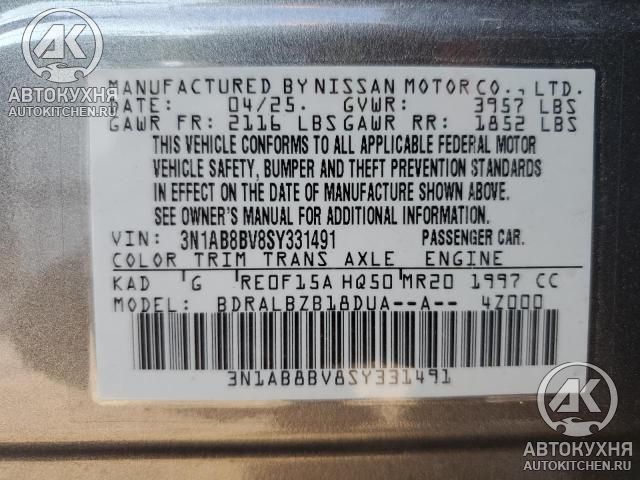 AK
АВТОКУХНЯ
AUTOKITCHEN.RU
MANUFACTURED BY NISSAN MOTOR CO., LTD.
DATE: 04/25. GVWR: 3957 LBS
GAWR FR: 2116 LBS GAWR RR: 1852 LBS
THIS VEHICLE CONFORMS TO ALL APPLICABLE FEDERAL MOTOR
VEHICLE SAFETY, BUMPER AND THEFT PREVENTION STANDARDS
IN EFFECT ON THE DATE OF MANUFACTURE SHOWN ABOVE.
SEE OWNER'S MANUAL FOR ADDITIONAL INFORMATION.
VIN: 3N1AB8BV8SY331491 PASSENGER CAR.
COLOR TRIM TRANS AXLE ENGINE
KAD G RE0F15A HQ50 MR20 1997 CC
MODEL: BDRALBZB18DUA--A-- 4Z000
3N1AB8BV8SY331491
AK
АВТОКУХНЯ
AUTOKITCHEN.RU